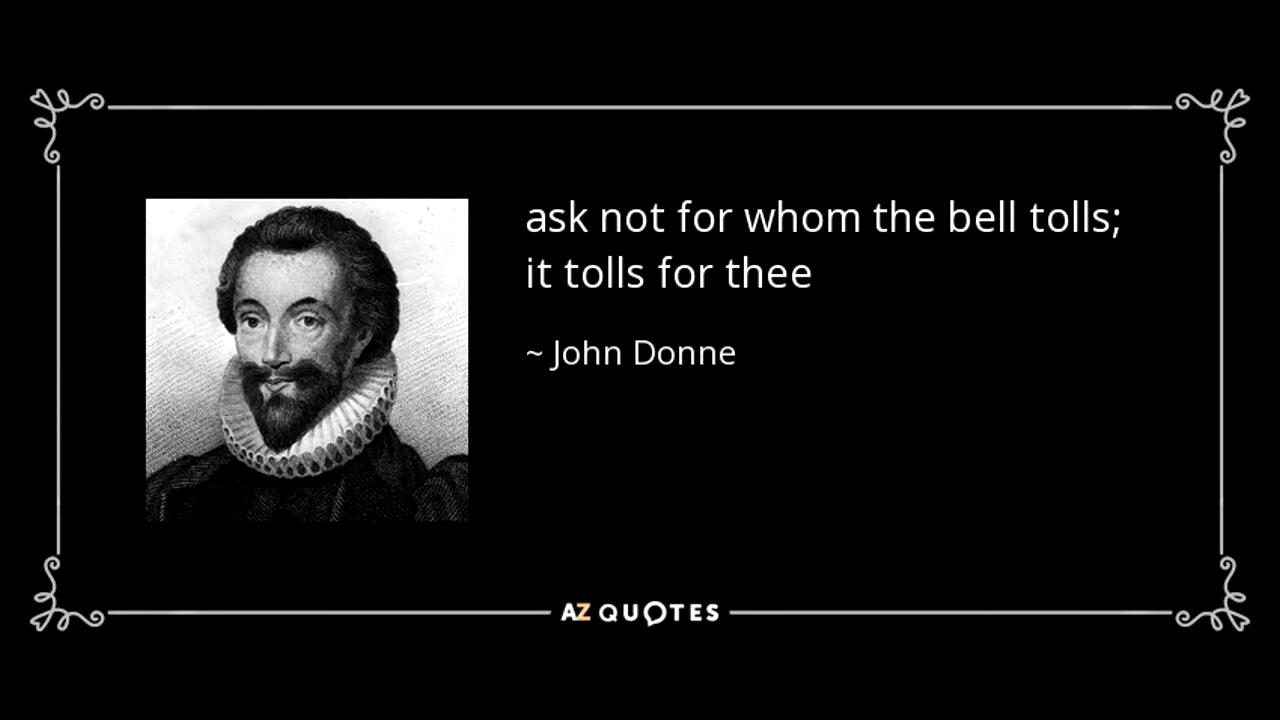 ask not for whom the bell tolls;
it tolls for thee
~ John Donne
AZ QUOTES